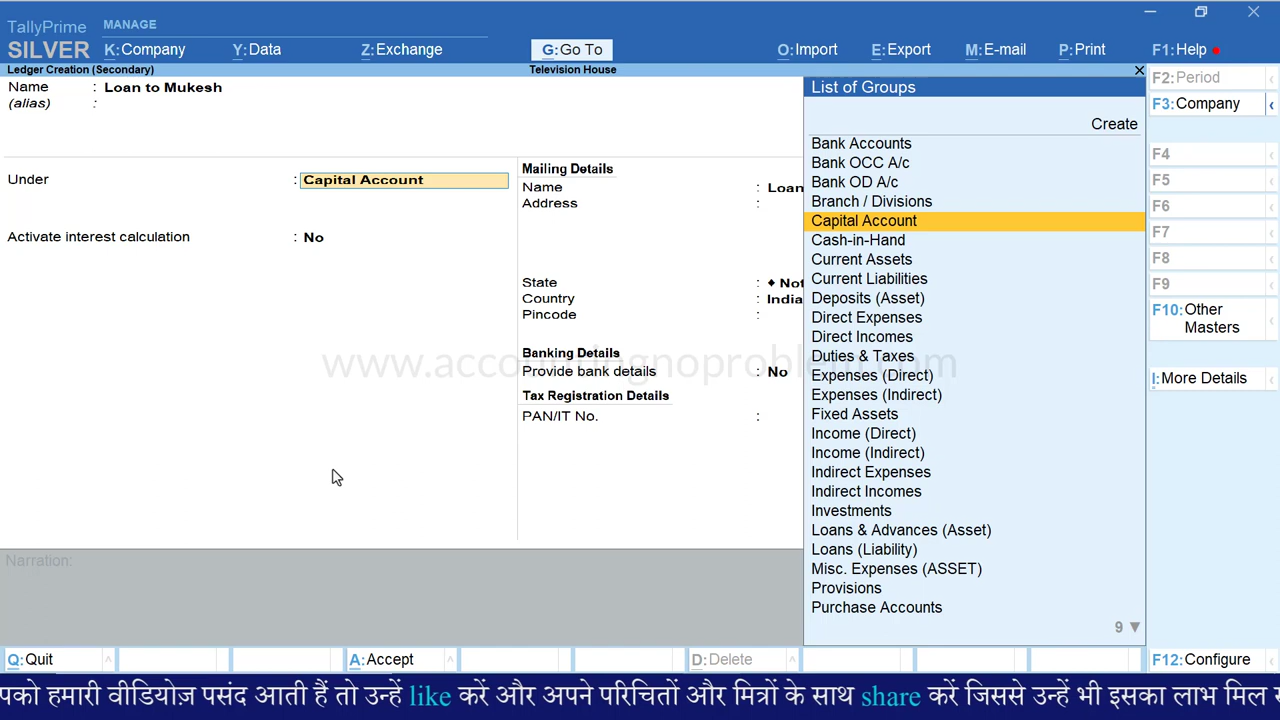 TallyPrime
MANAGE
SILVER
K:Company
Y:Data
Z:Exchange
G:Go To
O:Import
E:Export
M:E-mail
P:Print
F1:Help
Ledger Creation (Secondary)
Television House
Name : Loan to Mukesh
(alias) :
Under : Capital Account
Activate interest calculation : No
Mailing Details
Name : Loan
Address :
State : ♦ Not
Country : India
Pincode :
Banking Details
Provide bank details : No
Tax Registration Details
PAN/IT No. :
www.accountingnoproblem.com
Narration:
List of Groups
Create
Bank Accounts
Bank OCC A/c
Bank OD A/c
Branch / Divisions
Capital Account
Cash-in-Hand
Current Assets
Current Liabilities
Deposits (Asset)
Direct Expenses
Direct Incomes
Duties & Taxes
Expenses (Direct)
Expenses (Indirect)
Fixed Assets
Income (Direct)
Income (Indirect)
Indirect Expenses
Indirect Incomes
Investments
Loans & Advances (Asset)
Loans (Liability)
Misc. Expenses (ASSET)
Provisions
Purchase Accounts
9 ▼
F2:Period
F3:Company
F4
F5
F6
F7
F8
F9
F10:Other
Masters
I:More Details
Q:Quit
A:Accept
D:Delete
F12:Configure
पको हमारी वीडियोज़ पसंद आती हैं तो उन्हें like करें और अपने परिचितों और मित्रों के साथ share करें जिससे उन्हें भी इसका लाभ मिल